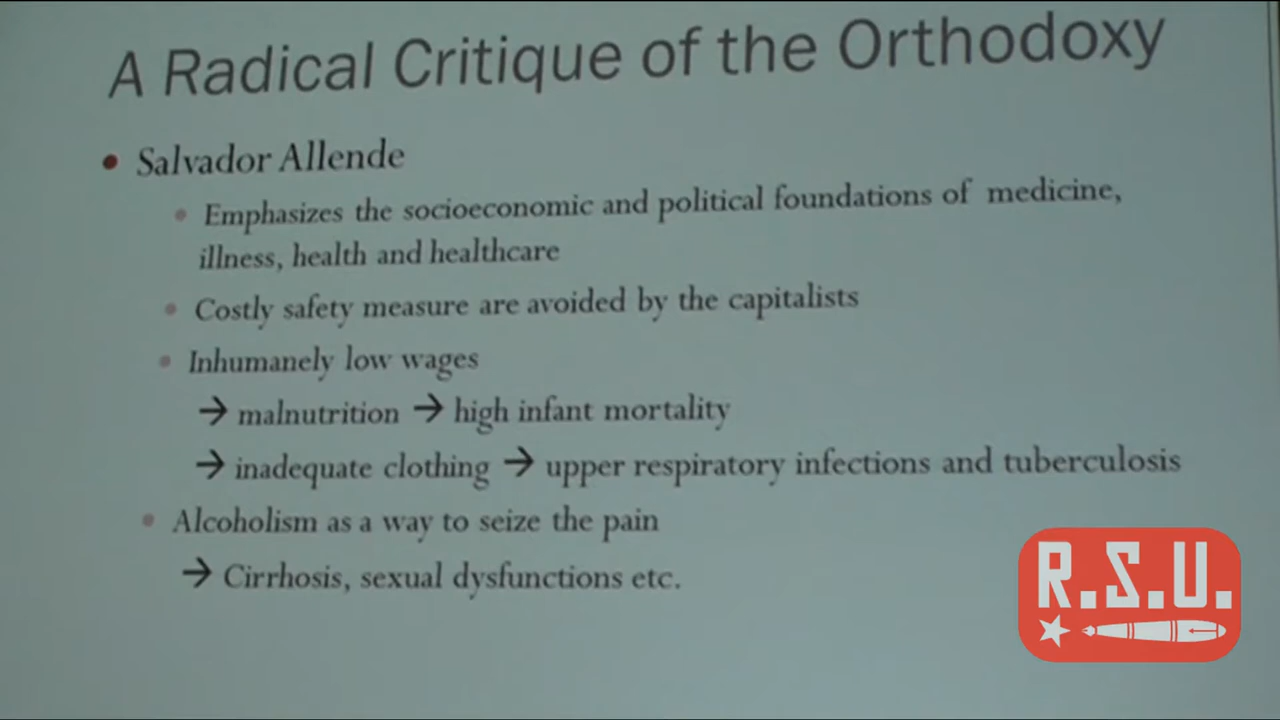 A Radical Critique of the Orthodoxy
• Salvador Allende
• Emphasizes the socioeconomic and political foundations of medicine,
illness, health and healthcare
• Costly safety measure are avoided by the capitalists
• Inhumanely low wages
→ malnutrition → high infant mortality
→ inadequate clothing → upper respiratory infections and tuberculosis
• Alcoholism as a way to seize the pain
→ Cirrhosis, sexual dysfunctions etc.
R.S.U.